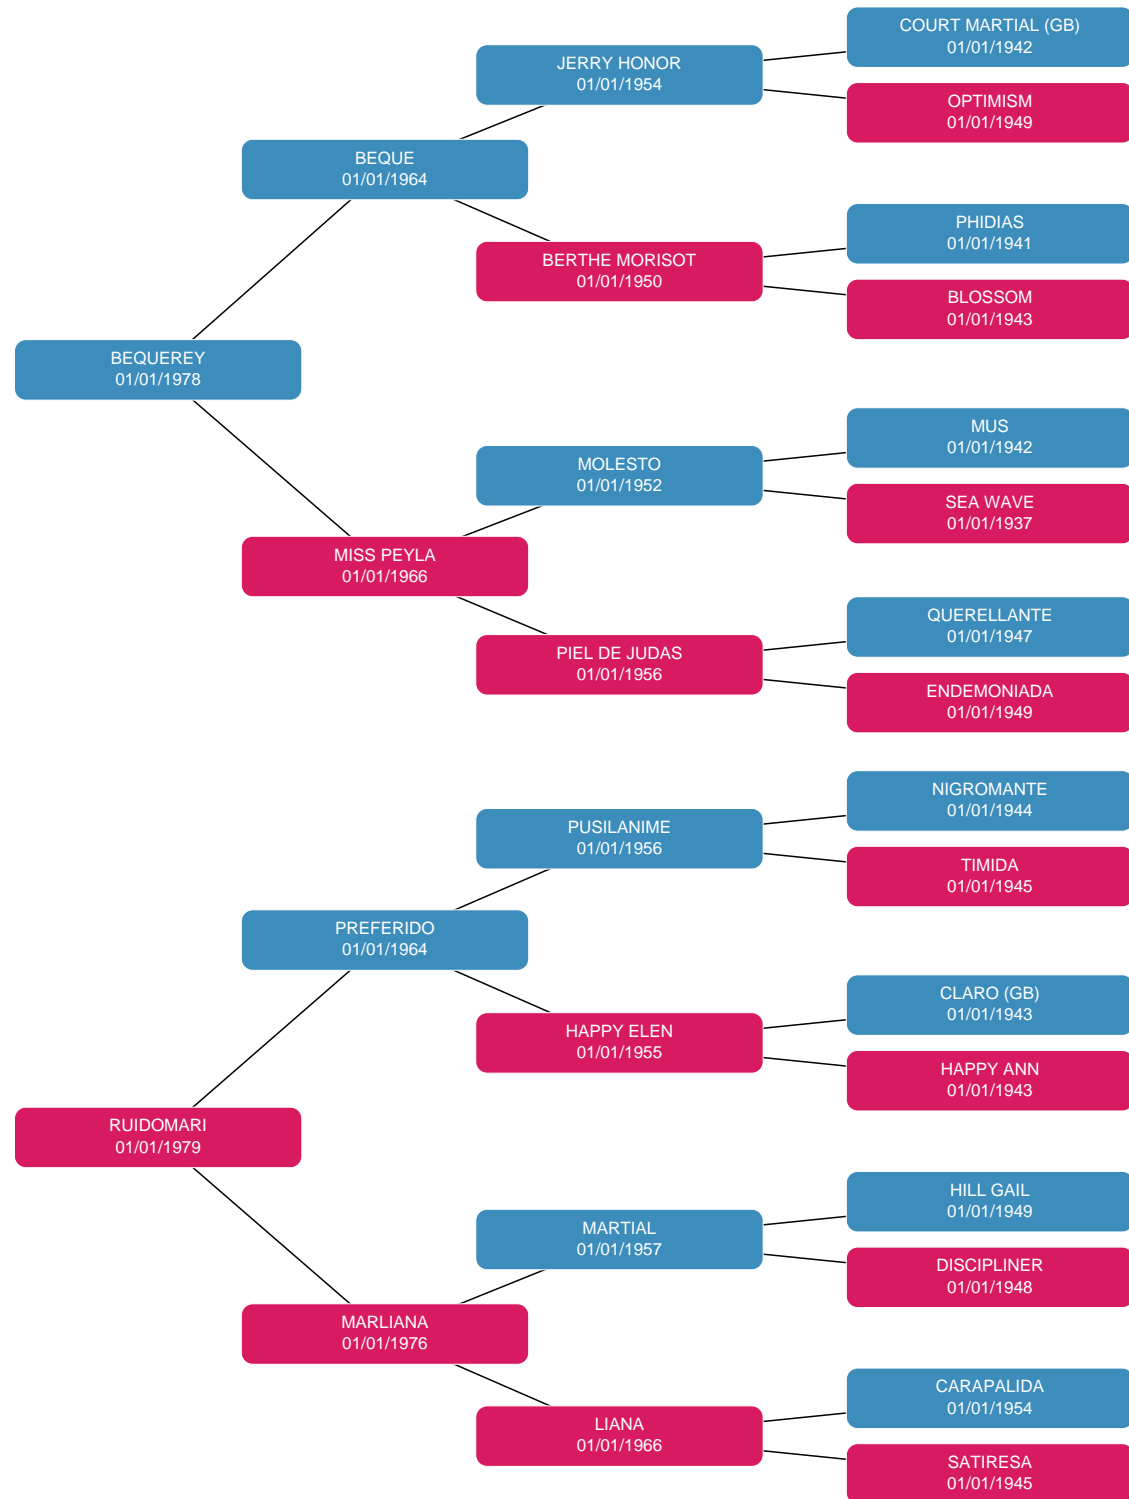 COURT MARTIAL (GB)
01/01/1942
JERRY HONOR
01/01/1954
OPTIMISM
01/01/1949
BEQUE
01/01/1964
PHIDIAS
01/01/1941
BERTHE MORISOT
01/01/1950
BLOSSOM
01/01/1943
BEQUEREY
01/01/1978
MUS
01/01/1942
MOLESTO
01/01/1952
SEA WAVE
01/01/1937
MISS PEYLA
01/01/1966
QUERELLANTE
01/01/1947
PIEL DE JUDAS
01/01/1956
ENDEMONIADA
01/01/1949
NIGROMANTE
01/01/1944
PUSILANIME
01/01/1956
TIMIDA
01/01/1945
PREFERIDO
01/01/1964
CLARO (GB)
01/01/1943
HAPPY ELEN
01/01/1955
HAPPY ANN
01/01/1943
RUIDOMARI
01/01/1979
HILL GAIL
01/01/1949
MARTIAL
01/01/1957
DISCIPLINER
01/01/1948
MARLIANA
01/01/1976
CARAPALIDA
01/01/1954
LIANA
01/01/1966
SATIRESA
01/01/1945